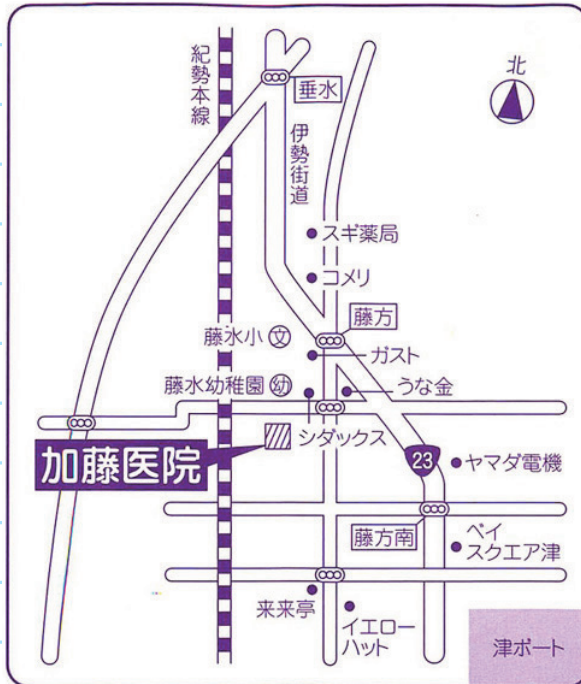 紀勢本線
垂水
北
伊勢街道
スギ薬局
コメリ
藤方
藤水小 文
ガスト
藤水幼稚園 幼
うな金
シダックス
加藤医院
23
ヤマダ電機
藤方南
ベイ
スクエア津
来来亭
イエロー
ハット
津ボート